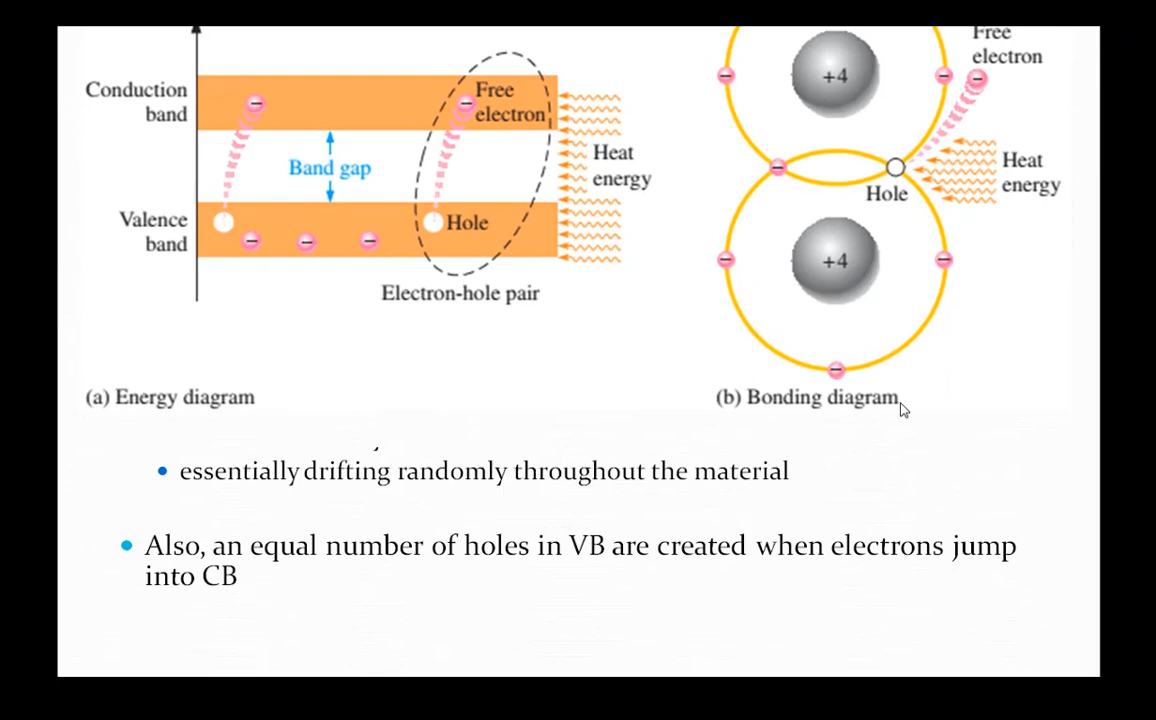 Conduction
band
Free
electron
Band gap
Heat
energy
Valence
band
Hole
Electron-hole pair
(a) Energy diagram
Free
electron
+4
Heat
energy
Hole
+4
(b) Bonding diagram
essentially drifting randomly throughout the material
Also, an equal number of holes in VB are created when electrons jump
into CB